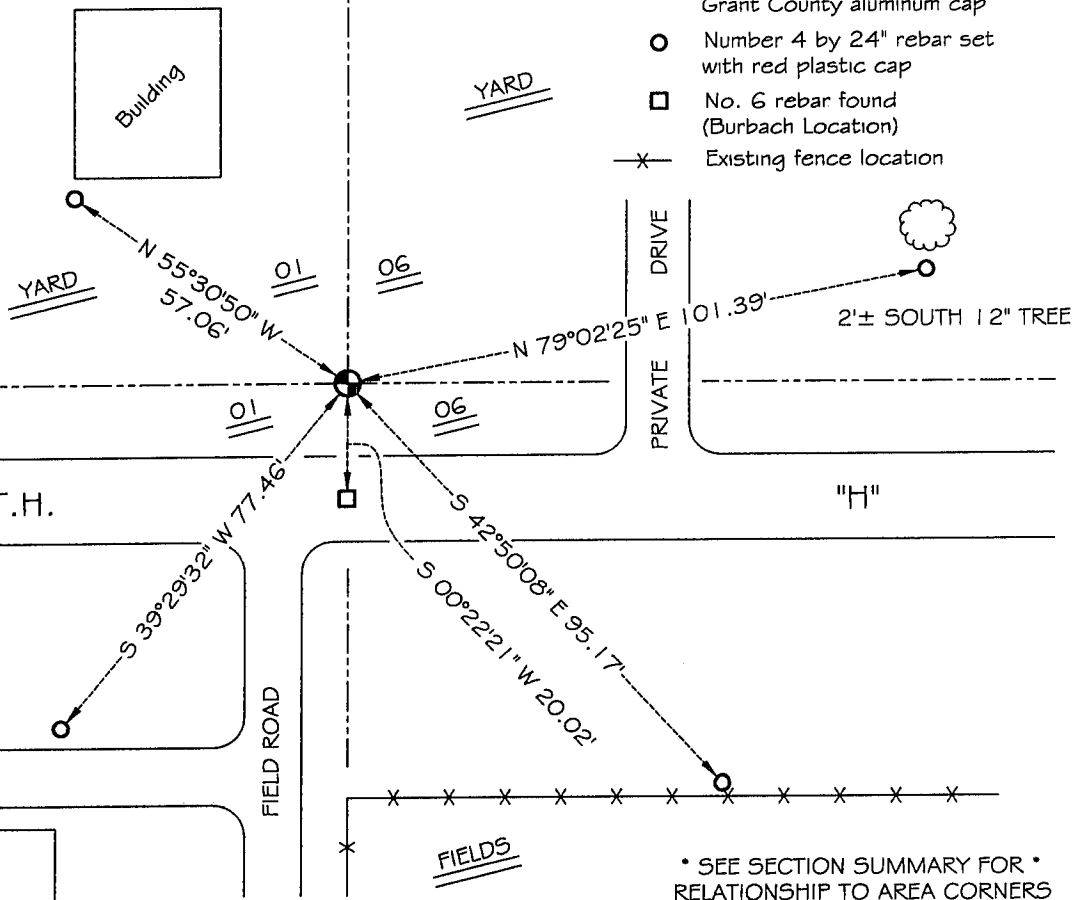 Grant County aluminum cap
Number 4 by 24" rebar set
with red plastic cap
No. 6 rebar found
(Burbach Location)
Existing fence location
Building
YARD
YARD
N 55°30'50" W
57.06'
01
06
PRIVATE DRIVE
N 79°02'25" E 101.39'
2'± SOUTH 12" TREE
01
06
T.H.
"H"
S 39°29'32" W 77.46'
S 42°50'08" E 95.17'
S 00°22'21" W 20.02'
FIELD ROAD
FIELDS
* SEE SECTION SUMMARY FOR *
RELATIONSHIP TO AREA CORNERS